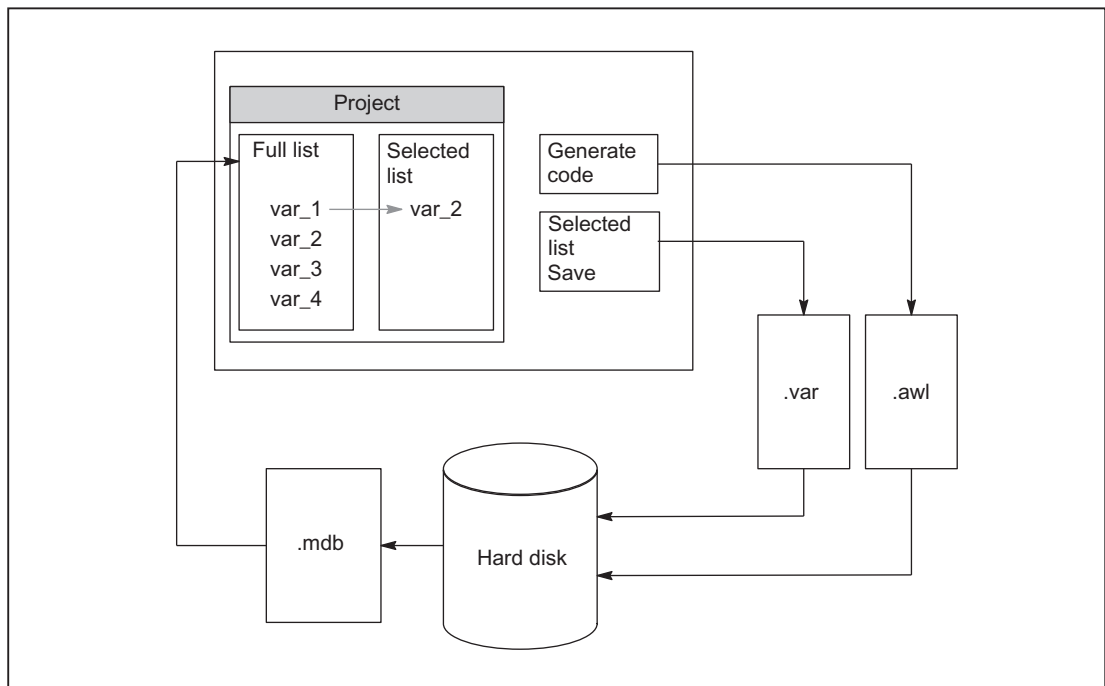 Project
Full list
var_1
var_2
var_3
var_4
Selected
list
var_2
Generate
code
Selected
list
Save
.var
.awl
.mdb
Hard disk